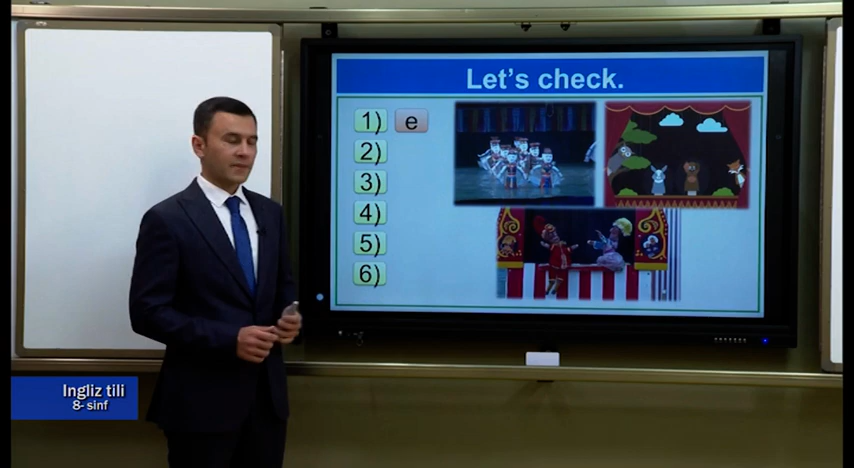 Let's check.
1) e
2)
3)
4)
5)
6)
Ingliz tili
8- sinf